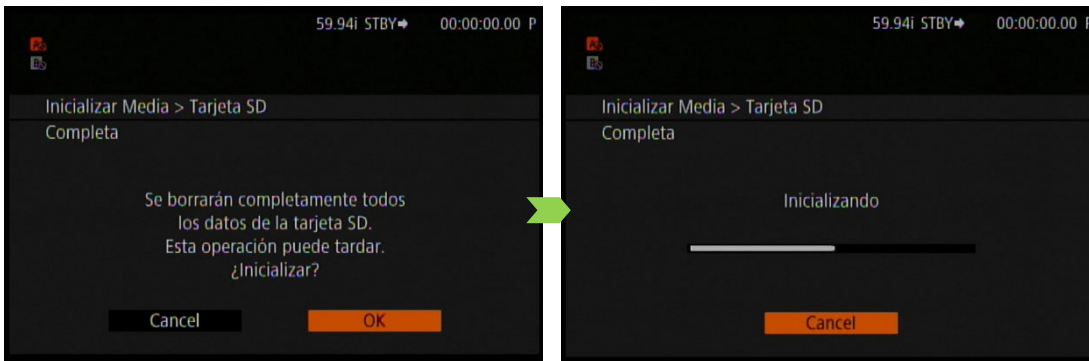 59.94i STBY➡ 00:00:00.00 P
A
B
Inicializar Media > Tarjeta SD
Completa
Se borrarán completamente todos
los datos de la tarjeta SD.
Esta operación puede tardar.
¿Inicializar?
Cancel OK
59.94i STBY➡ 00:00:00.00 P
A
B
Inicializar Media > Tarjeta SD
Completa
Inicializando
Cancel